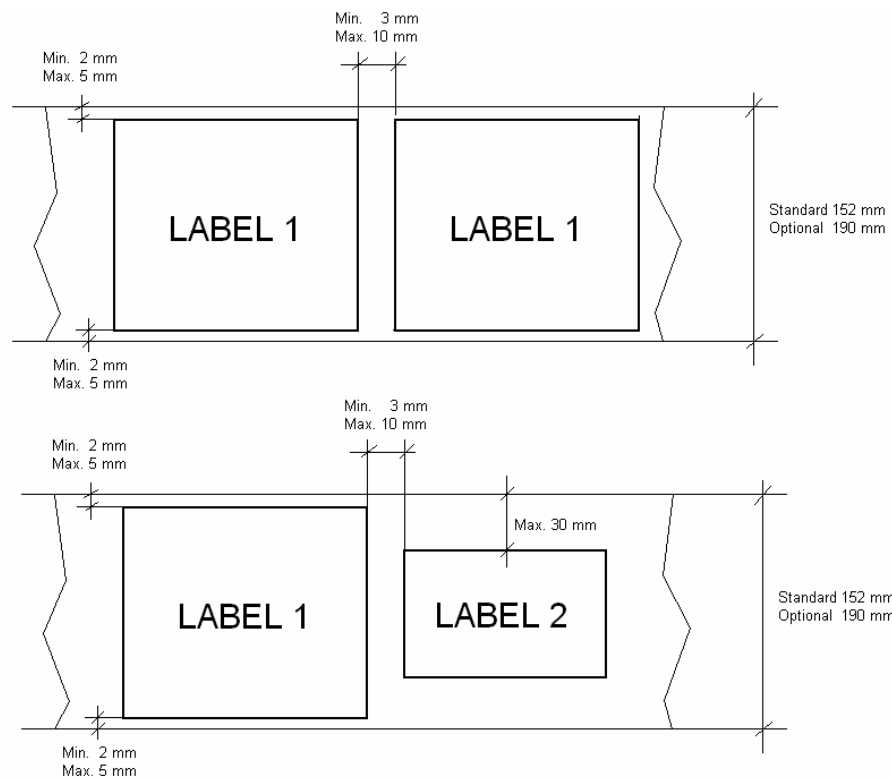 Min. 3 mm
Max. 10 mm
Min. 2 mm
Max. 5 mm
LABEL 1
LABEL 1
Standard 152 mm
Optional 190 mm
Min. 2 mm
Max. 5 mm
Min. 3 mm
Max. 10 mm
Min. 2 mm
Max. 5 mm
Max. 30 mm
LABEL 1
LABEL 2
Standard 152 mm
Optional 190 mm
Min. 2 mm
Max. 5 mm